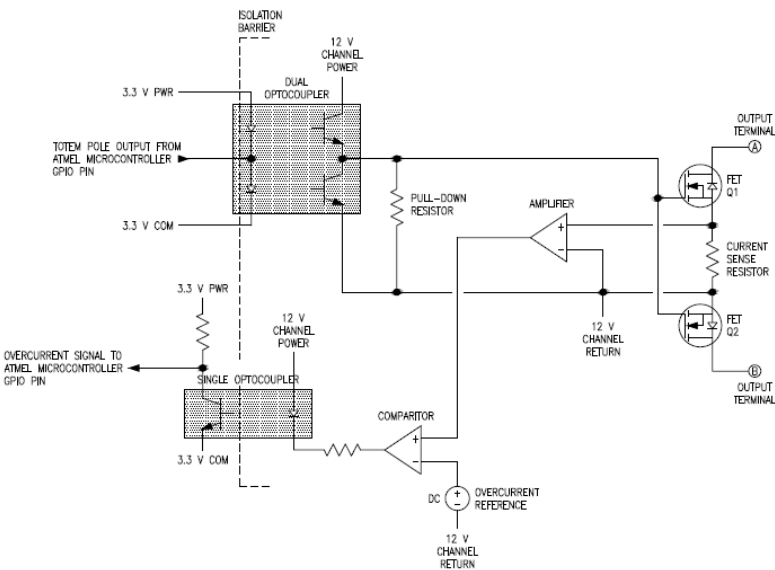 ISOLATION
BARRIER
12 V
CHANNEL
POWER
DUAL
OPTOCOUPLER
3.3 V PWR
TOTEM POLE OUTPUT FROM
ATMEL MICROCONTROLLER
GPIO PIN
3.3 V COM
PULL-DOWN
RESISTOR
AMPLIFIER
+
−
OUTPUT
TERMINAL
A
FET
Q1
CURRENT
SENSE
RESISTOR
FET
Q2
B
OUTPUT
TERMINAL
12 V
CHANNEL
RETURN
3.3 V PWR
12 V
CHANNEL
POWER
OVERCURRENT SIGNAL TO
ATMEL MICROCONTROLLER
GPIO PIN
SINGLE OPTOCOUPLER
3.3 V COM
COMPARITOR
+
−
DC
+
−
OVERCURRENT
REFERENCE
12 V
CHANNEL
RETURN